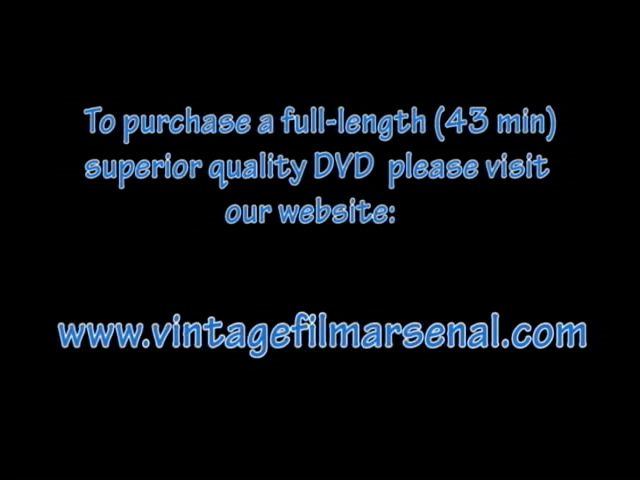 To purchase a full-length (43 min)
superior quality DVD please visit
our website:
www.vintagefilmarsenal.com